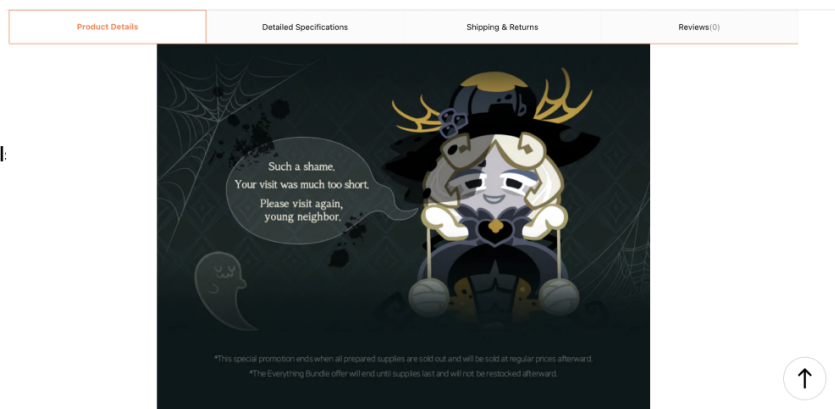 Product Details
Detailed Specifications
Shipping & Returns
Reviews(0)
Such a shame.
Your visit was much too short.
Please visit again,
young neighbor.
*This special promotion ends when all prepared supplies are sold out and will be sold at regular prices afterward.
*The Everything Bundle offer will end until supplies last and will not be restocked afterward.